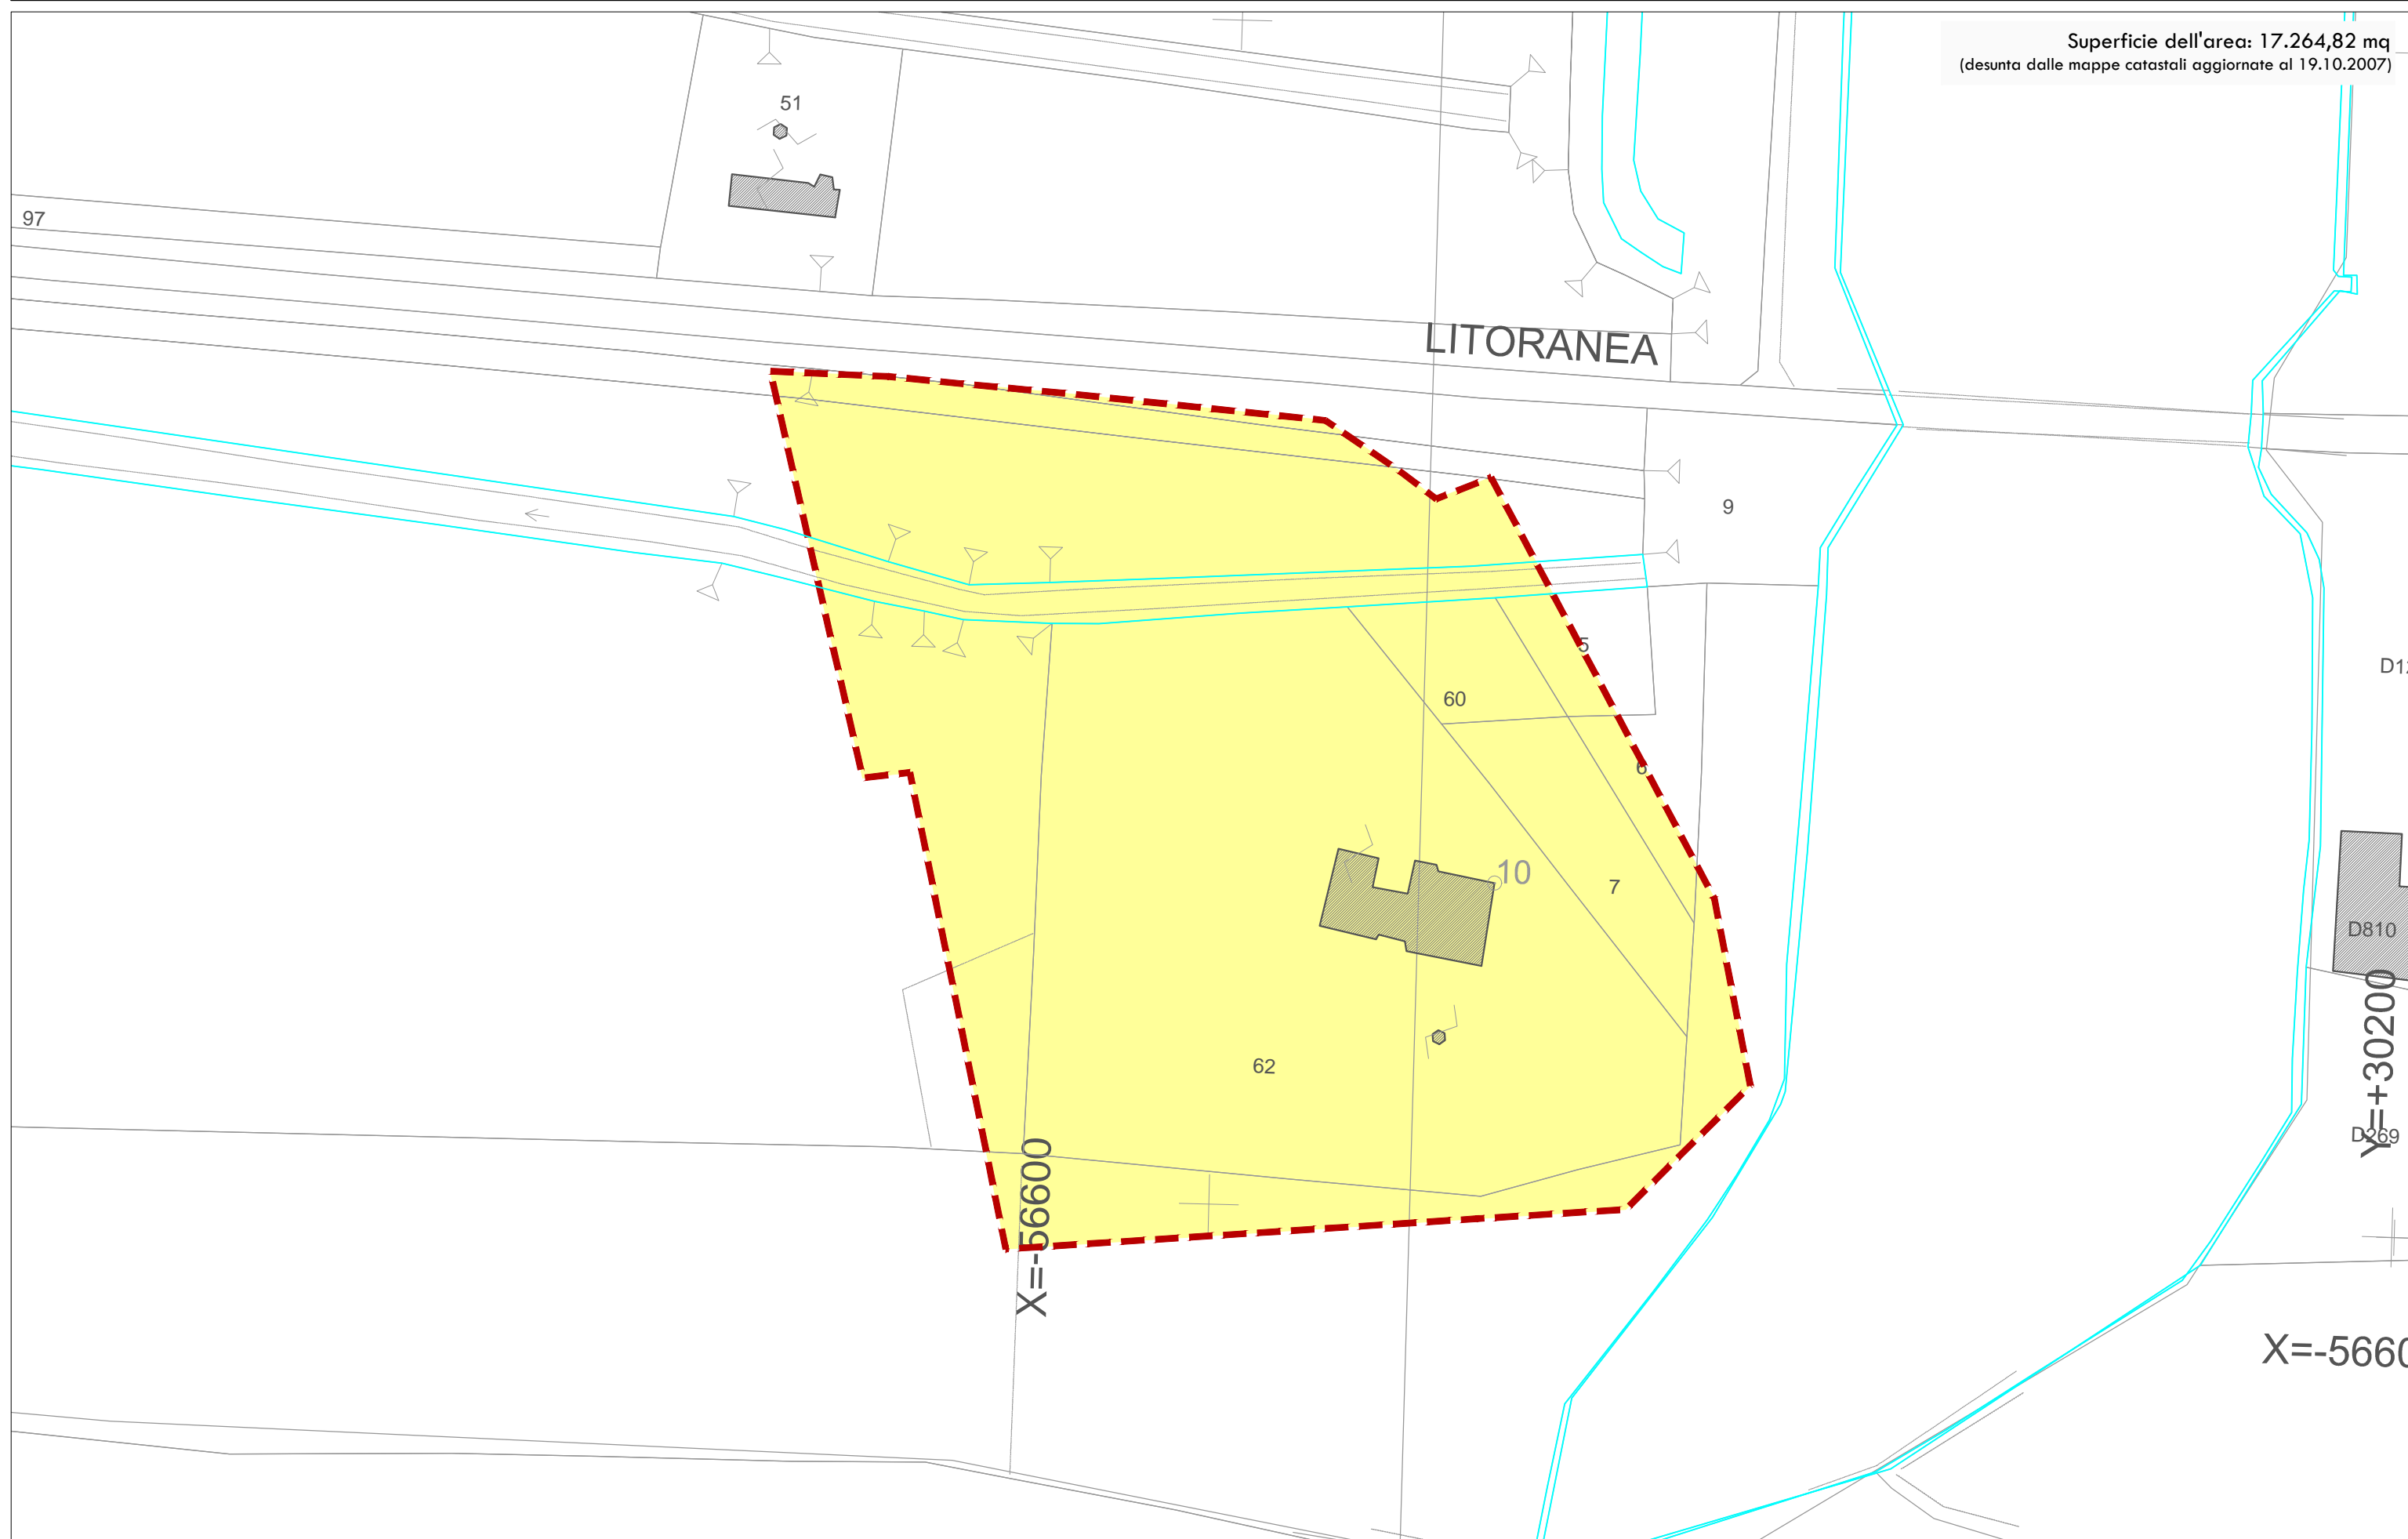 Superficie dell'area: 17.264,82 mq
(desunta dalle mappe catastali aggiornate al 19.10.2007)
51
97
LITORANEA
9
5
60
6
7
10
62
D810
Y=+30200
D269
X=-56600
X=-5660